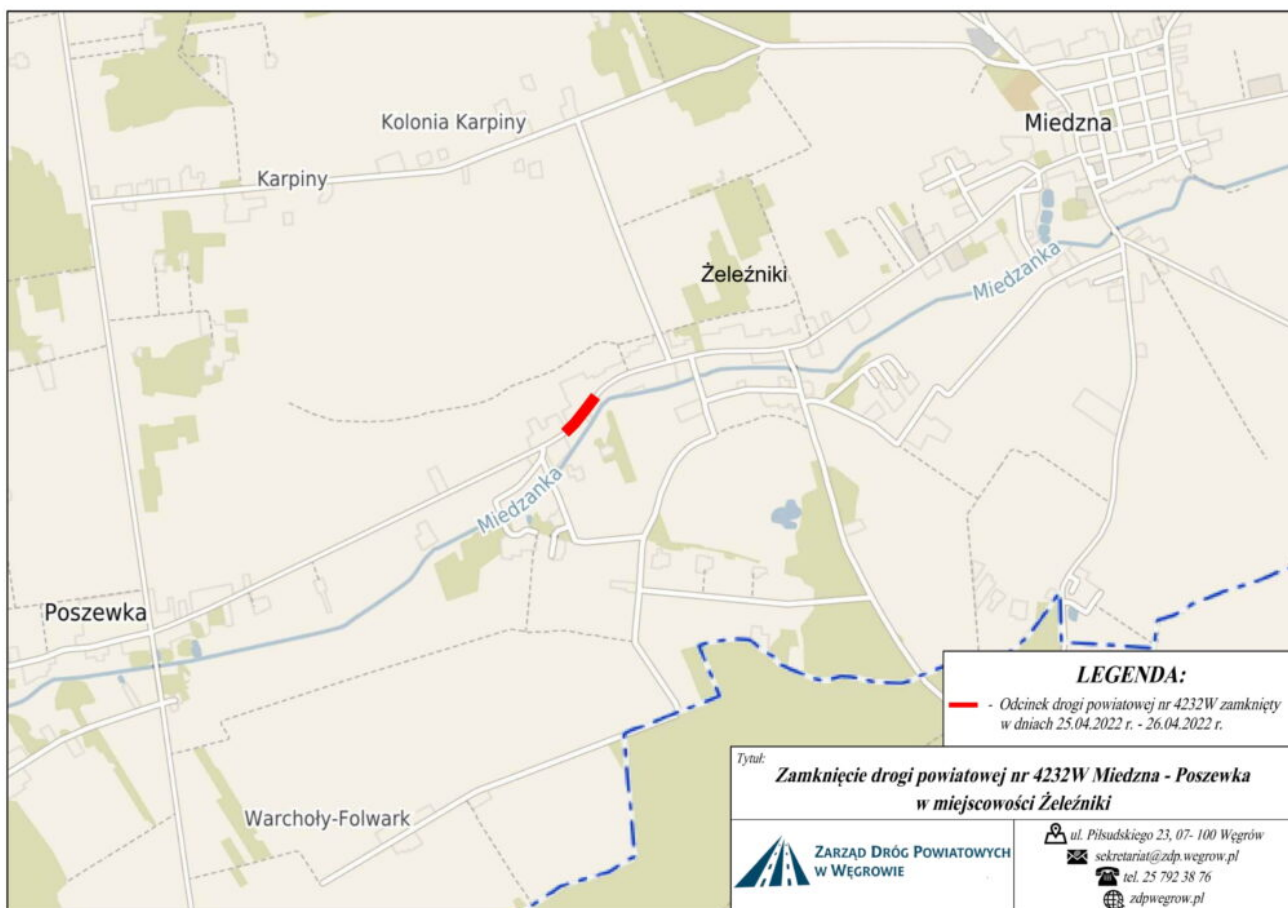 Miedzna
Kolonia Karpiny
Karpiny
Żeleźniki
Miedzanka
Miedzanka
Poszewka
Warchoły-Folwark
LEGENDA:
- Odcinek drogi powiatowej nr 4232W zamknięty
w dniach 25.04.2022 r. - 26.04.2022 r.
Tytuł:
Zamknięcie drogi powiatowej nr 4232W Miedzna - Poszewka
w miejscowości Żeleźniki
ZARZĄD DRÓG POWIATOWYCH
W WĘGROWIE
ul. Piłsudskiego 23, 07- 100 Węgrów
sekretariat@zdp.wegrow.pl
tel. 25 792 38 76
zdpwegrow.pl